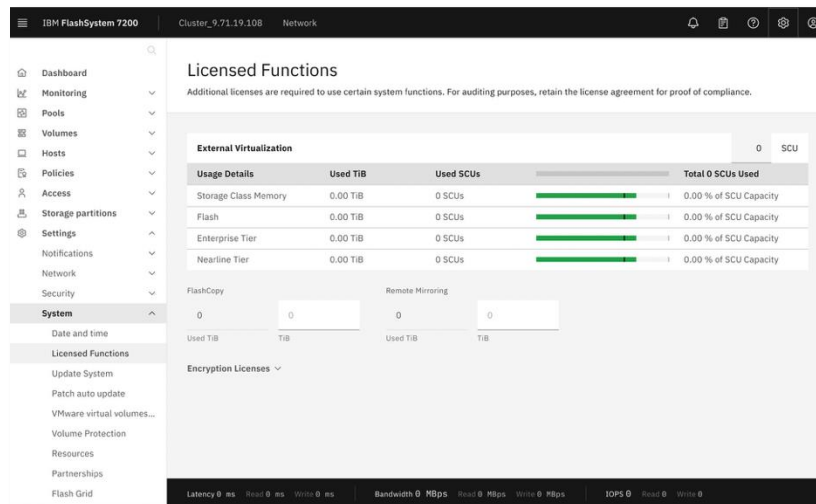 IBM FlashSystem 7200 Cluster_9.71.19.108 Network
Dashboard
Monitoring
Pools
Volumes
Hosts
Policies
Access
Storage partitions
Settings
Notifications
Network
Security
System
Date and time
Licensed Functions
Update System
Patch auto update
VMware virtual volumes...
Volume Protection
Resources
Partnerships
Flash Grid
Licensed Functions
Additional licenses are required to use certain system functions. For auditing purposes, retain the license agreement for proof of compliance.
External Virtualization 0 SCU
Usage Details Used TiB Used SCUs Total 0 SCUs Used
Storage Class Memory 0.00 TiB 0 SCUs 0.00 % of SCU Capacity
Flash 0.00 TiB 0 SCUs 0.00 % of SCU Capacity
Enterprise Tier 0.00 TiB 0 SCUs 0.00 % of SCU Capacity
Nearline Tier 0.00 TiB 0 SCUs 0.00 % of SCU Capacity
FlashCopy Remote Mirroring
0 0 0 0
Used TiB TiB Used TiB TiB
Encryption Licenses
Latency 0 ms Read 0 ms Write 0 ms Bandwidth 0 MBps Read 0 MBps Write 0 MBps IOPS 0 Read 0 Write 0